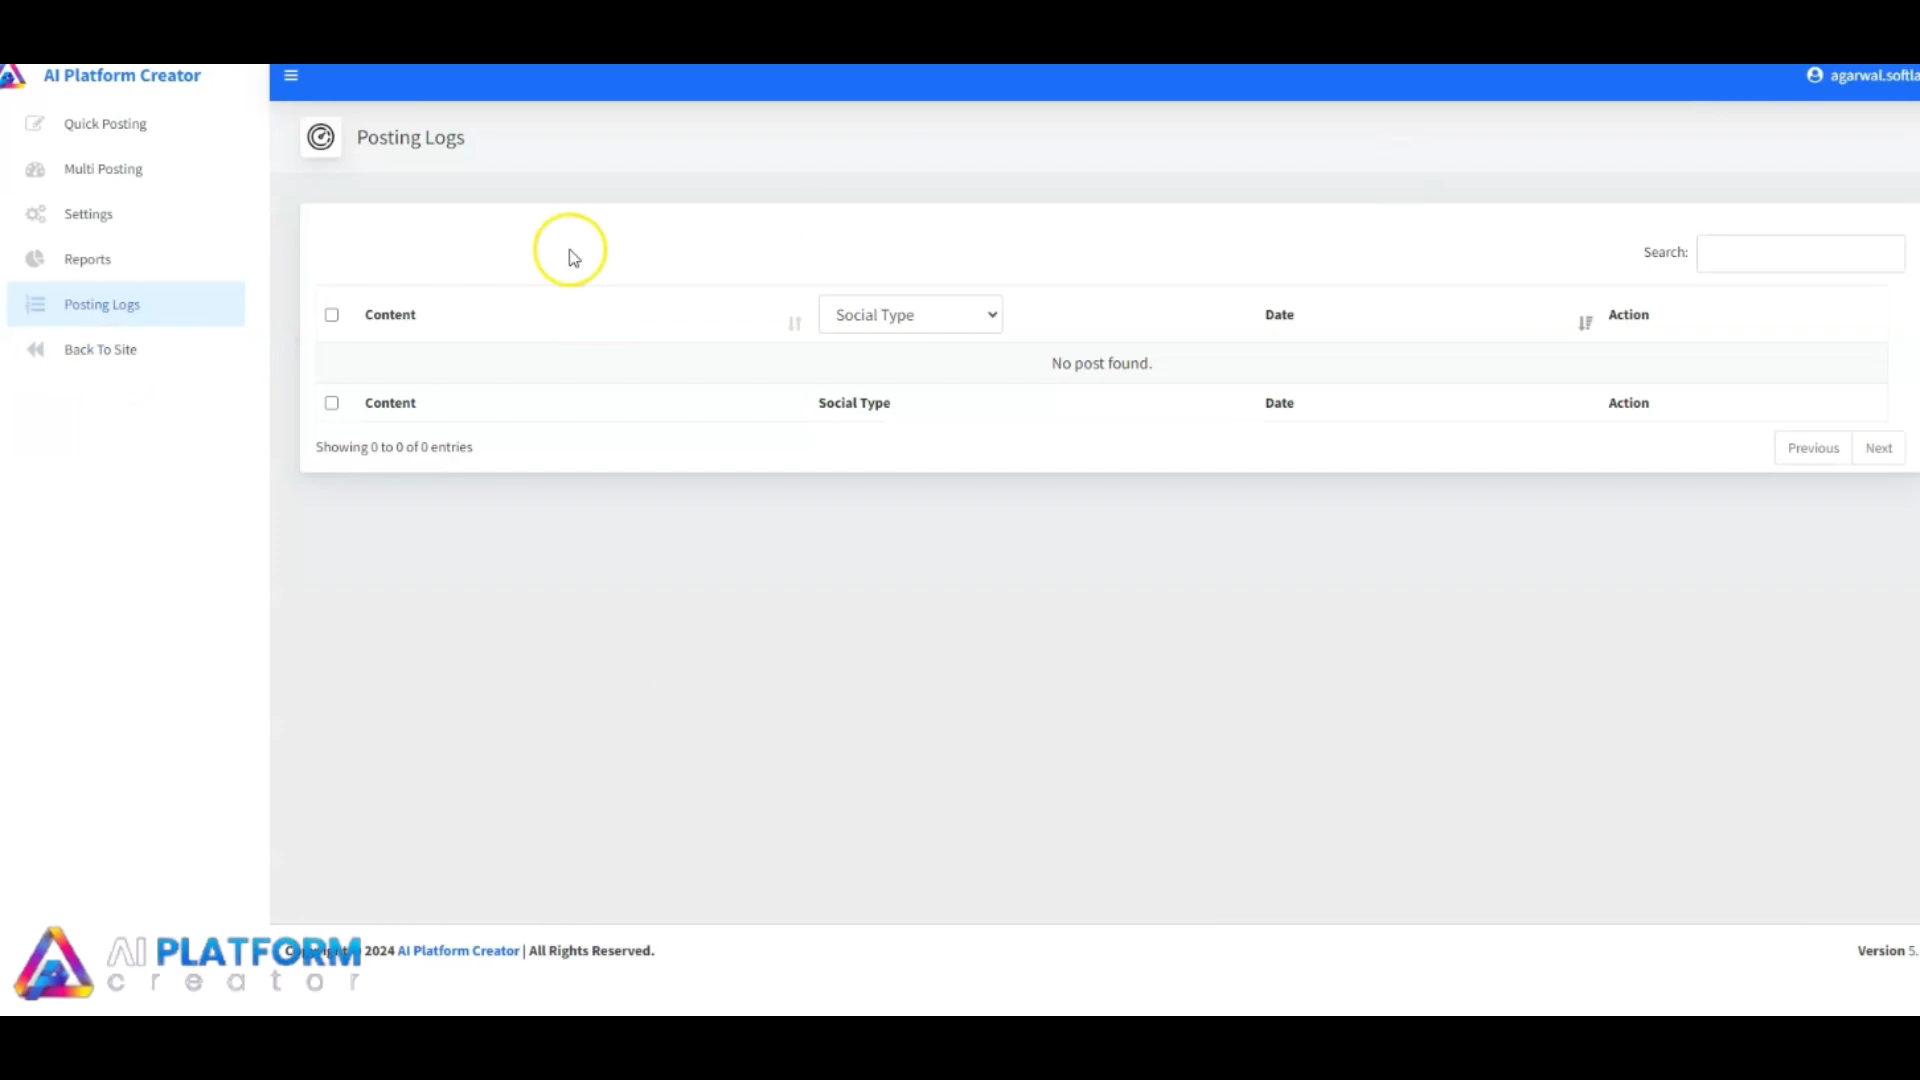 AI Platform Creator
agarwal.softla
Quick Posting
Multi Posting
Settings
Reports
Posting Logs
Back To Site
Posting Logs
Search:
Content
Social Type
Date
Action
No post found.
Content
Social Type
Date
Action
Showing 0 to 0 of 0 entries
Previous
Next
AI PLATFORM
creator
2024 AI Platform Creator | All Rights Reserved.
Version 5.